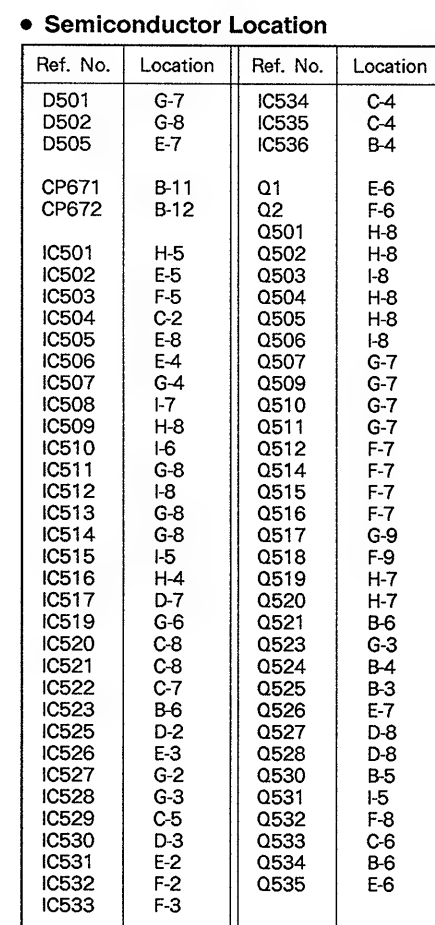 ● Semiconductor Location
Ref. No. Location Ref. No. Location
D501 G-7 IC534 C-4
D502 G-8 IC535 C-4
D505 E-7 IC536 B-4
CP671 B-11 Q1 E-6
CP672 B-12 Q2 F-6
Q501 H-8
IC501 H-5 Q502 H-8
IC502 E-5 Q503 I-8
IC503 F-5 Q504 H-8
IC504 C-2 Q505 H-8
IC505 E-8 Q506 I-8
IC506 E-4 Q507 G-7
IC507 G-4 Q509 G-7
IC508 I-7 Q510 G-7
IC509 H-8 Q511 G-7
IC510 I-6 Q512 F-7
IC511 G-8 Q514 F-7
IC512 I-8 Q515 F-7
IC513 G-8 Q516 F-7
IC514 G-8 Q517 G-9
IC515 I-5 Q518 F-9
IC516 H-4 Q519 H-7
IC517 D-7 Q520 H-7
IC519 G-6 Q521 B-6
IC520 C-8 Q523 G-3
IC521 C-8 Q524 B-4
IC522 C-7 Q525 B-3
IC523 B-6 Q526 E-7
IC525 D-2 Q527 D-8
IC526 E-3 Q528 D-8
IC527 G-2 Q530 B-5
IC528 G-3 Q531 I-5
IC529 C-5 Q532 F-8
IC530 D-3 Q533 C-6
IC531 E-2 Q534 B-6
IC532 F-2 Q535 E-6
IC533 F-3